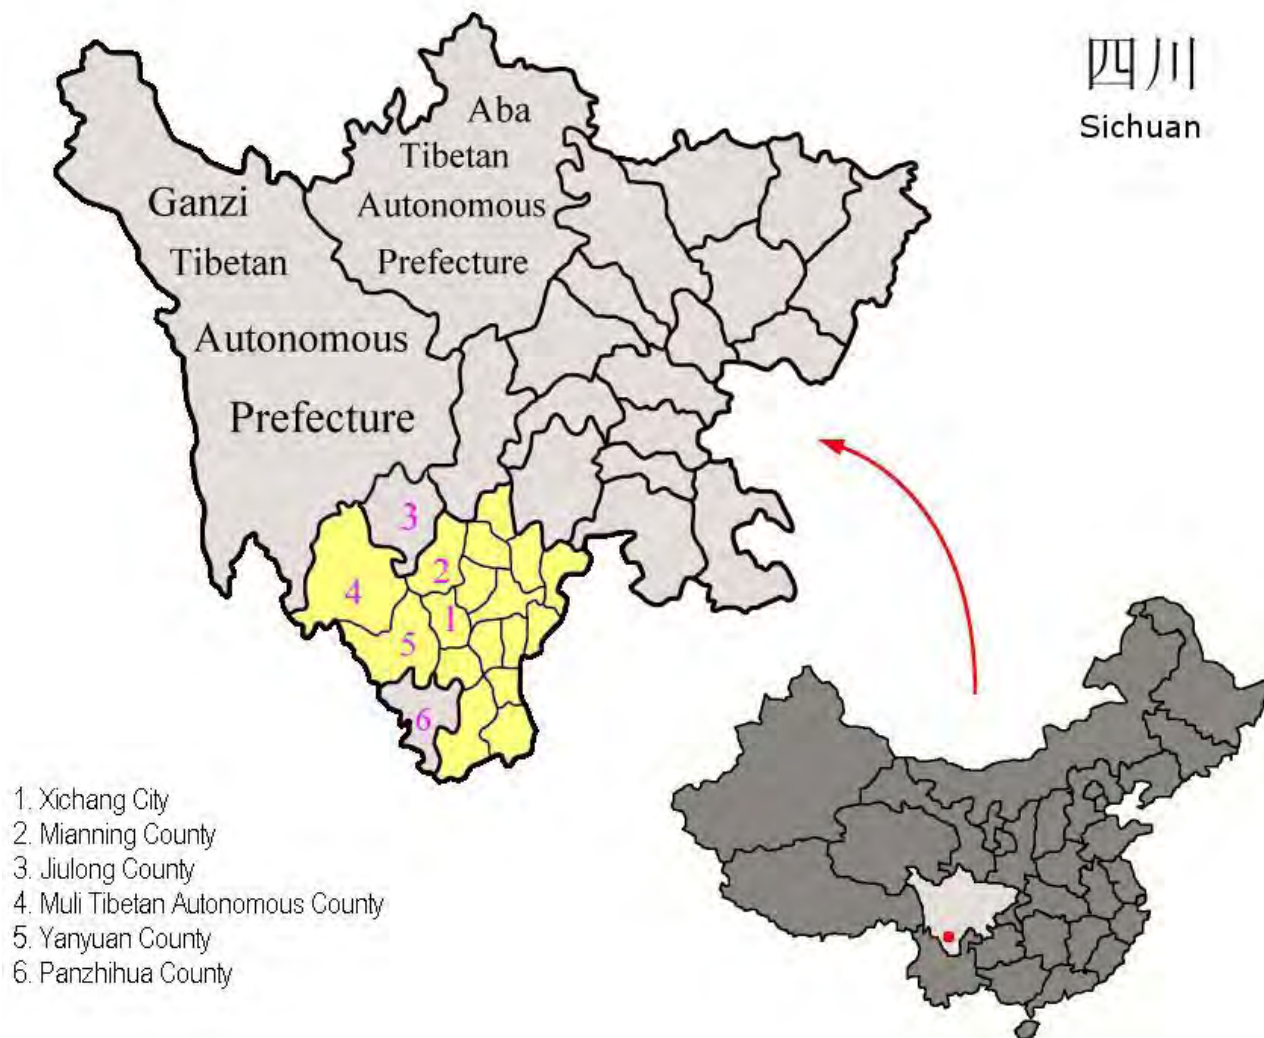 四川
Sichuan
Aba
Tibetan
Autonomous
Prefecture
Ganzi
Tibetan
Autonomous
Prefecture
3
2
4
1
5
6
1. Xichang City
2. Mianning County
3. Jiulong County
4. Muli Tibetan Autonomous County
5. Yanyuan County
6. Panzhihua County